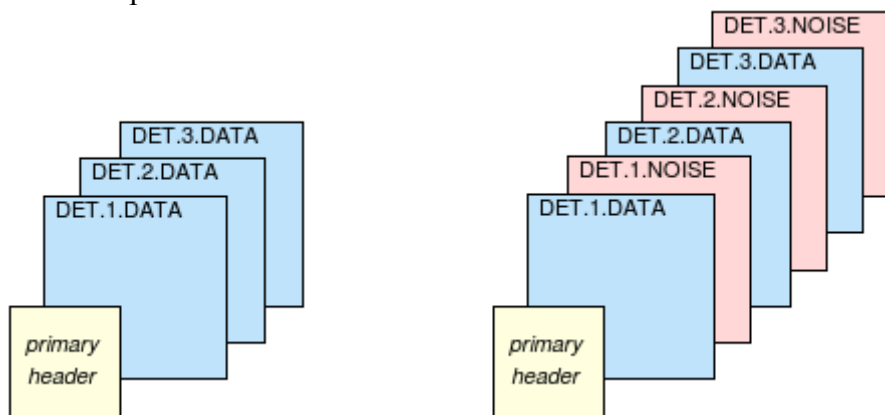 DET.3.DATA
DET.2.DATA
DET.1.DATA
primary
header
DET.3.NOISE
DET.3.DATA
DET.2.NOISE
DET.2.DATA
DET.1.NOISE
DET.1.DATA
primary
header